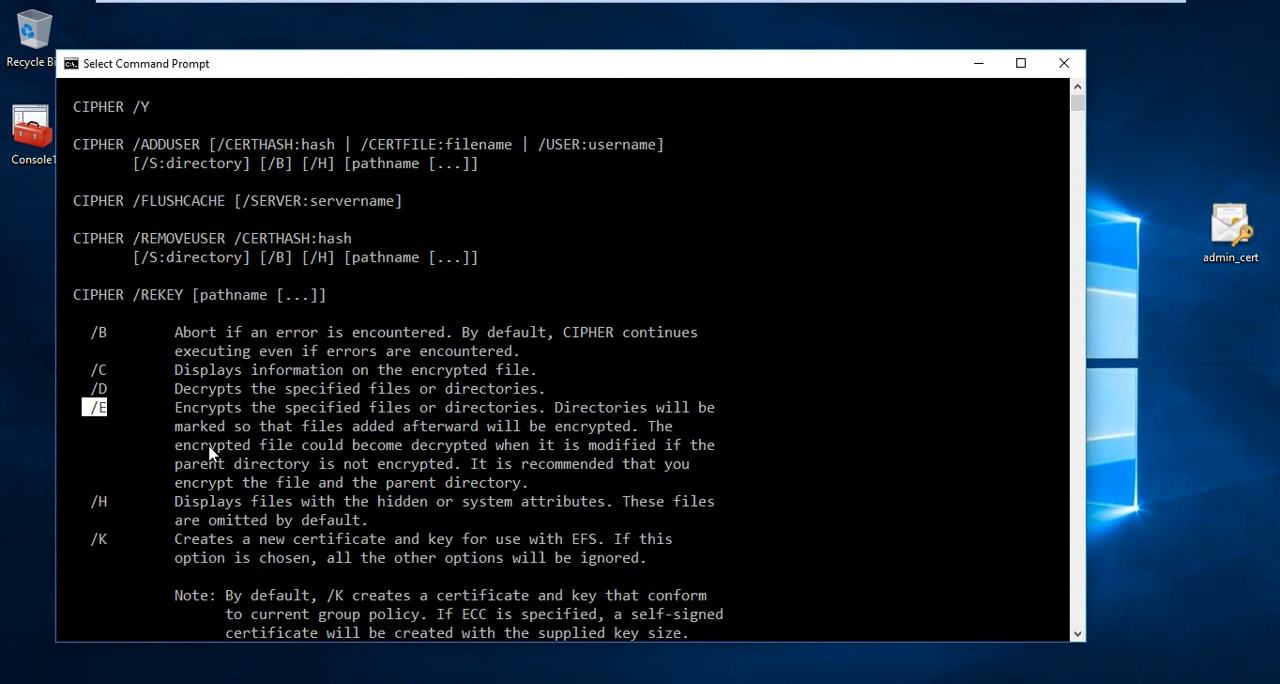 Recycle Bi
Select Command Prompt
CIPHER /Y
CIPHER /ADDUSER [/CERTHASH:hash | /CERTFILE:filename | /USER:username]
[/S:directory] [/B] [/H] [pathname [...]]
Console1
CIPHER /FLUSHCACHE [/SERVER:servername]
CIPHER /REMOVEUSER /CERTHASH:hash
[/S:directory] [/B] [/H] [pathname [...]]
admin_cert
CIPHER /REKEY [pathname [...]]
/B Abort if an error is encountered. By default, CIPHER continues
executing even if errors are encountered.
/C Displays information on the encrypted file.
/D Decrypts the specified files or directories.
/E Encrypts the specified files or directories. Directories will be
marked so that files added afterward will be encrypted. The
encrypted file could become decrypted when it is modified if the
parent directory is not encrypted. It is recommended that you
encrypt the file and the parent directory.
/H Displays files with the hidden or system attributes. These files
are omitted by default.
/K Creates a new certificate and key for use with EFS. If this
option is chosen, all the other options will be ignored.
Note: By default, /K creates a certificate and key that conform
to current group policy. If ECC is specified, a self-signed
certificate will be created with the supplied key size.